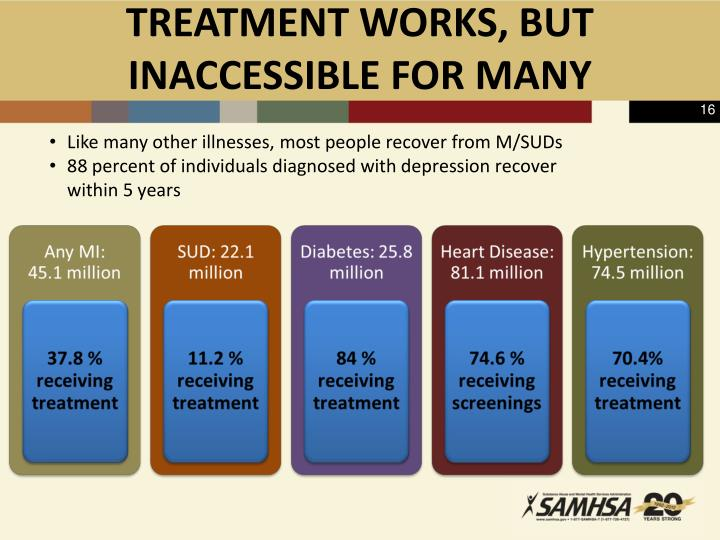 TREATMENT WORKS, BUT
INACCESSIBLE FOR MANY
16
• Like many other illnesses, most people recover from M/SUDs
• 88 percent of individuals diagnosed with depression recover
within 5 years
Any MI:
45.1 million
37.8 %
receiving
treatment
SUD: 22.1
million
11.2 %
receiving
treatment
Diabetes: 25.8
million
84 %
receiving
treatment
Heart Disease:
81.1 million
74.6 %
receiving
screenings
Hypertension:
74.5 million
70.4%
receiving
treatment
Substance Abuse and Mental Health Services Administration
SAMHSA
www.samhsa.gov • 1-877-SAMHSA-7 (1-877-726-4727)
20
YEARS STRONG